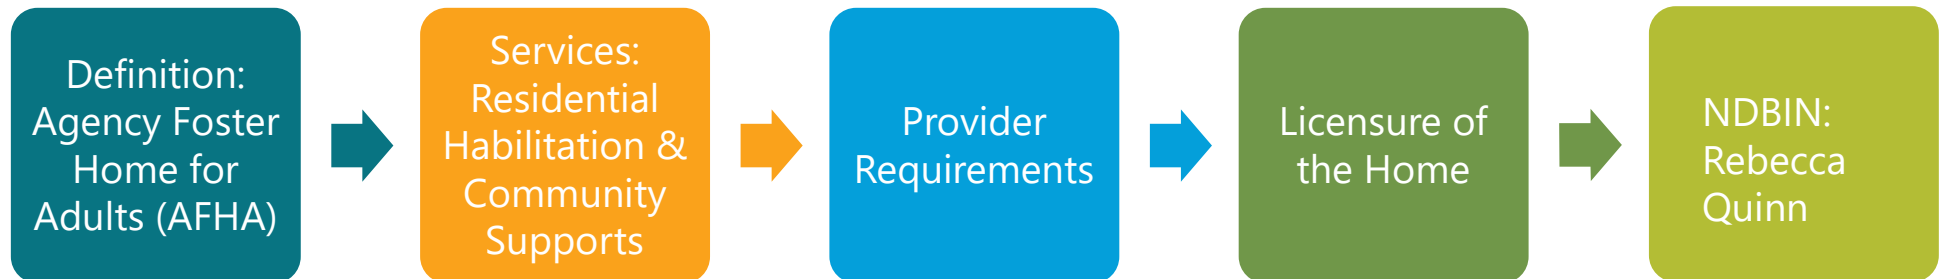 Definition:
Agency Foster
Home for
Adults (AFHA)
Services:
Residential
Habilitation &
Community
Supports
Provider
Requirements
Licensure of
the Home
NDBIN:
Rebecca
Quinn